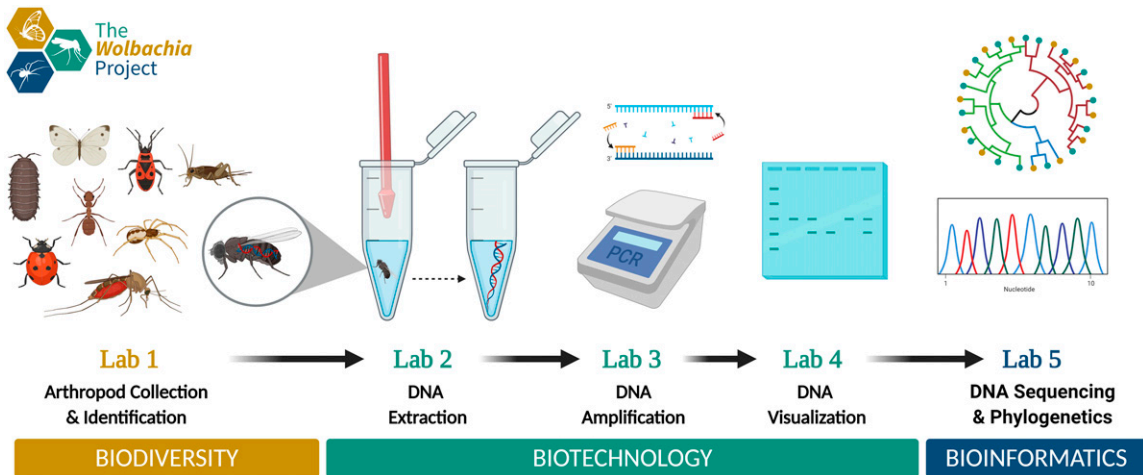 The
Wolbachia
Project
5'
3'
PCR
1
10
Nucleotide
Lab 1
Lab 2
Lab 3
Lab 4
Lab 5
Arthropod Collection
& Identification
DNA
Extraction
DNA
Amplification
DNA
Visualization
DNA Sequencing
& Phylogenetics
BIODIVERSITY
BIOTECHNOLOGY
BIOINFORMATICS